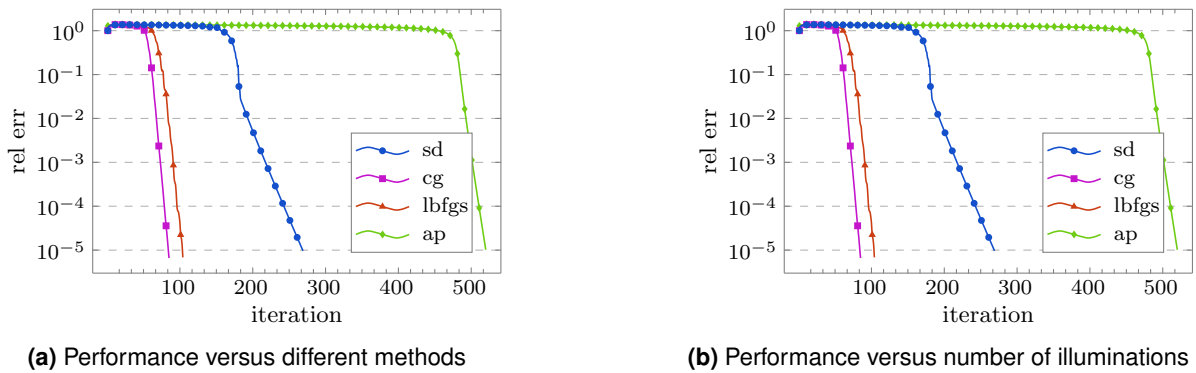 10^0
10^-1
10^-2
10^-3
10^-4
10^-5
rel err
sd
cg
lbfgs
ap
100 200 300 400 500
iteration
(a) Performance versus different methods
10^0
10^-1
10^-2
10^-3
10^-4
10^-5
rel err
sd
cg
lbfgs
ap
100 200 300 400 500
iteration
(b) Performance versus number of illuminations